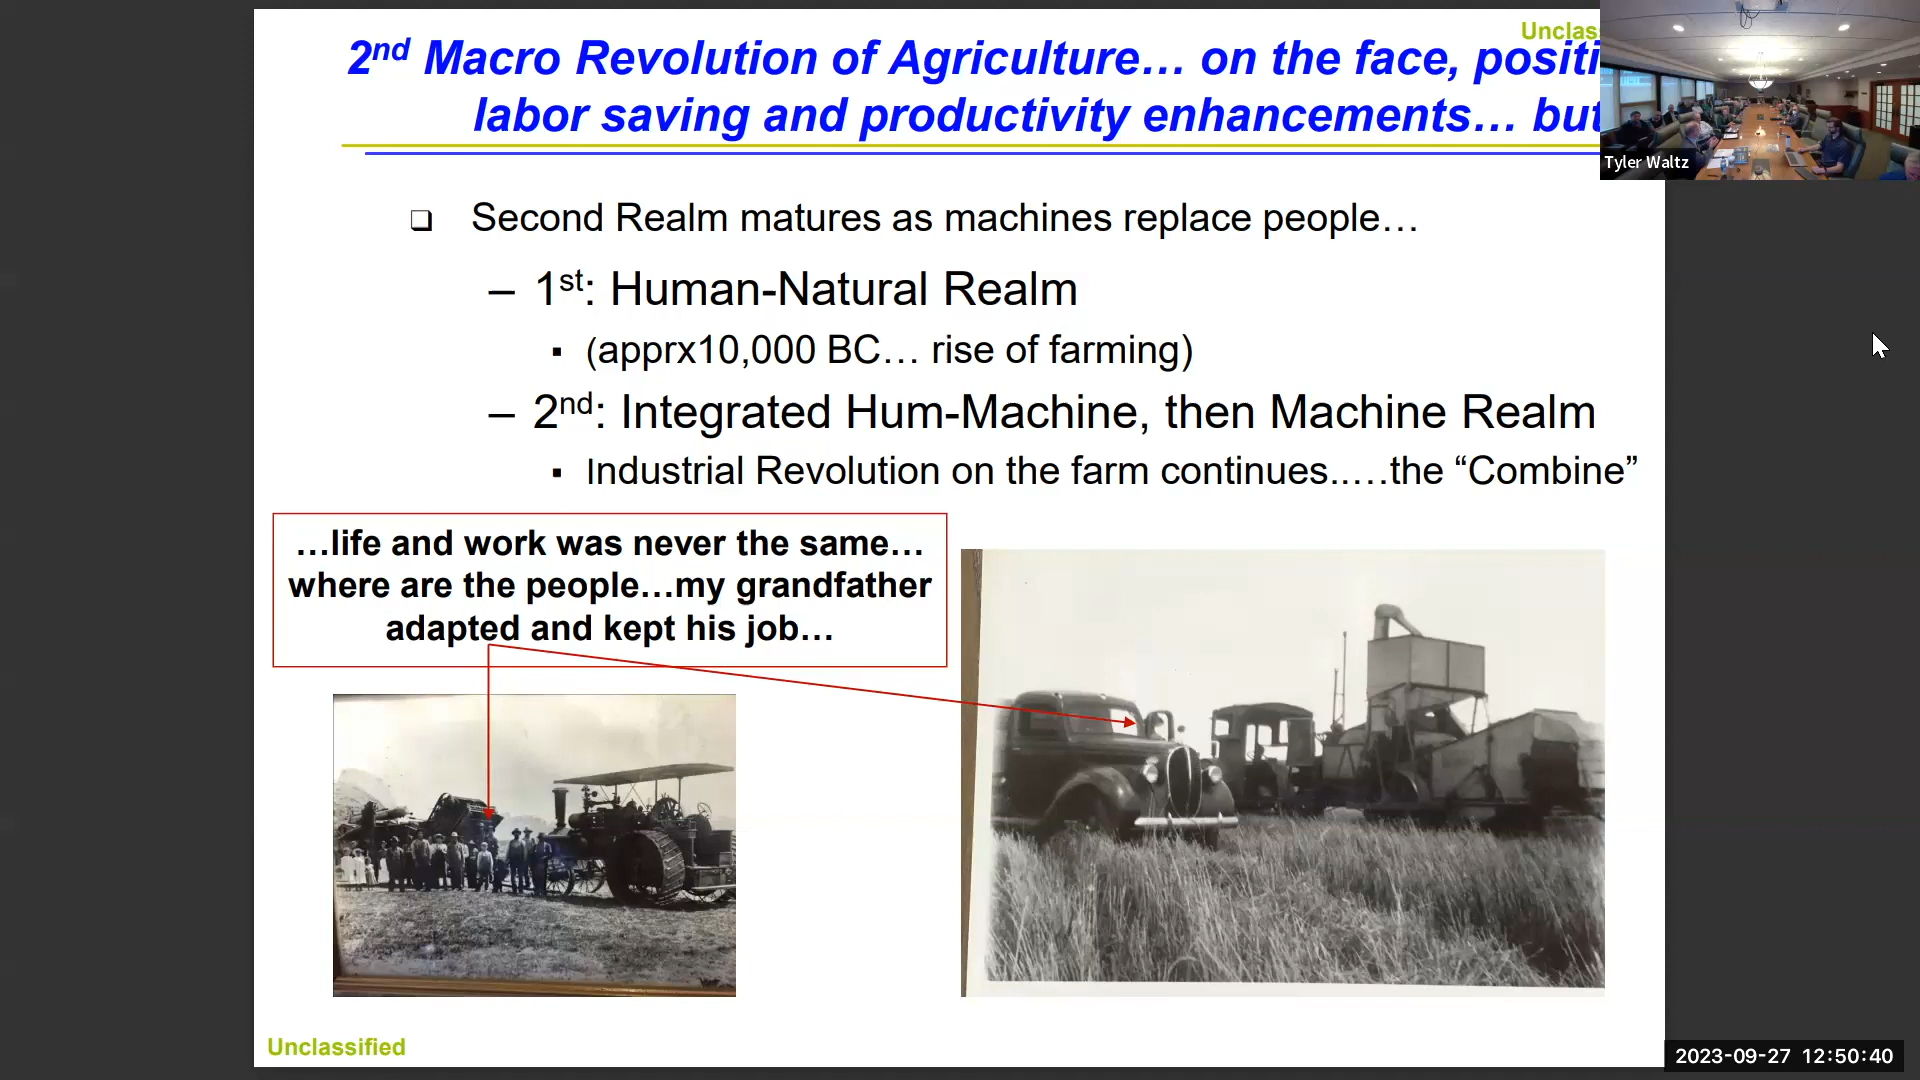 Unclas
2nd Macro Revolution of Agriculture… on the face, positi
labor saving and productivity enhancements… but
Tyler Waltz
❑ Second Realm matures as machines replace people…
– 1st: Human-Natural Realm
▪ (apprx10,000 BC… rise of farming)
– 2nd: Integrated Hum-Machine, then Machine Realm
▪ Industrial Revolution on the farm continues..…the “Combine”
…life and work was never the same…
where are the people…my grandfather
adapted and kept his job…
Unclassified
2023-09-27 12:50:40